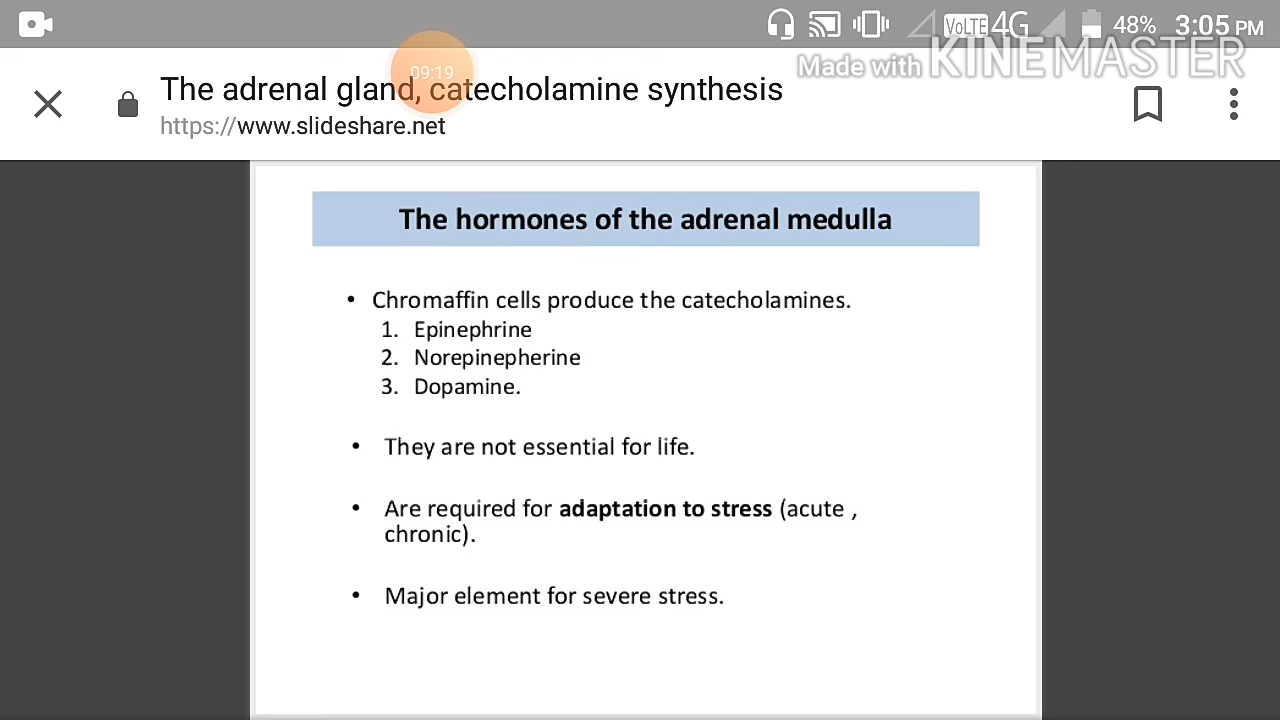 VoLTE 4G 48% 3:05 PM
Made with KINEMASTER
09:19
The adrenal gland, catecholamine synthesis
https://www.slideshare.net
The hormones of the adrenal medulla
• Chromaffin cells produce the catecholamines.
1. Epinephrine
2. Norepinepherine
3. Dopamine.
• They are not essential for life.
• Are required for adaptation to stress (acute ,
chronic).
• Major element for severe stress.